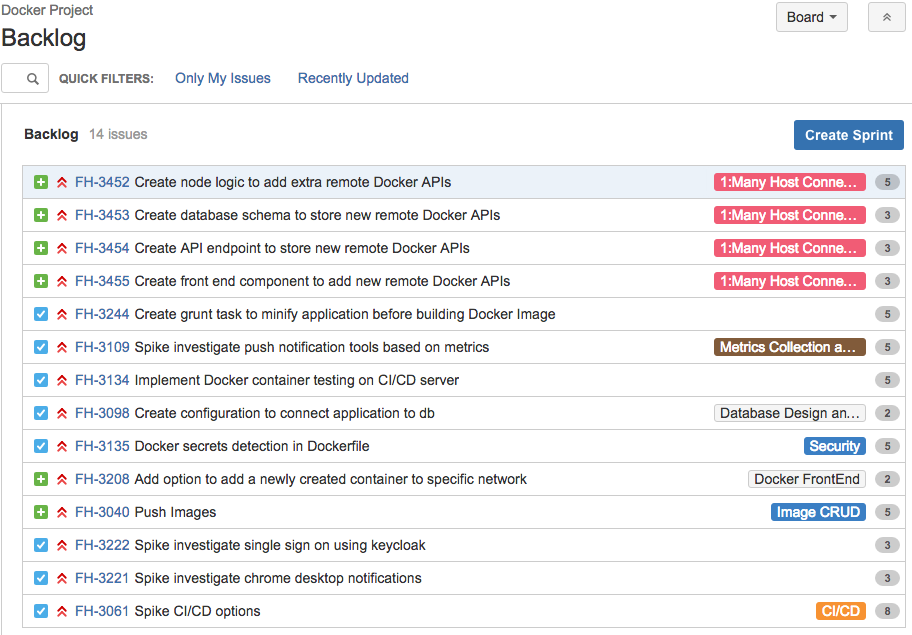 Docker Project
Board
Backlog
QUICK FILTERS: Only My Issues Recently Updated
Backlog 14 issues
Create Sprint
FH-3452 Create node logic to add extra remote Docker APIs 1:Many Host Conne... 5
FH-3453 Create database schema to store new remote Docker APIs 1:Many Host Conne... 3
FH-3454 Create API endpoint to store new remote Docker APIs 1:Many Host Conne... 3
FH-3455 Create front end component to add new remote Docker APIs 1:Many Host Conne... 3
FH-3244 Create grunt task to minify application before building Docker Image 5
FH-3109 Spike investigate push notification tools based on metrics Metrics Collection a... 5
FH-3134 Implement Docker container testing on CI/CD server 5
FH-3098 Create configuration to connect application to db Database Design an... 2
FH-3135 Docker secrets detection in Dockerfile Security 5
FH-3208 Add option to add a newly created container to specific network Docker FrontEnd 2
FH-3040 Push Images Image CRUD 5
FH-3222 Spike investigate single sign on using keycloak 3
FH-3221 Spike investigate chrome desktop notifications 3
FH-3061 Spike CI/CD options CI/CD 8